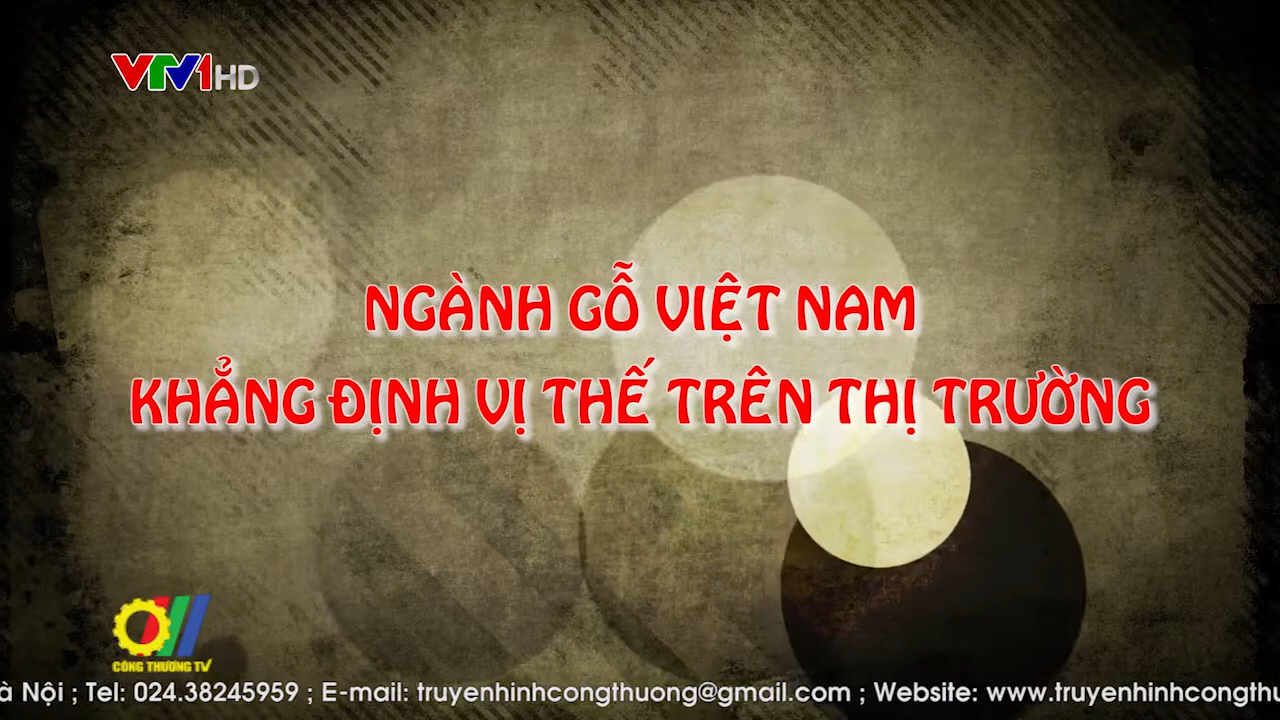 VTV1HD
NGÀNH GỖ VIỆT NAM
KHẲNG ĐỊNH VỊ THẾ TRÊN THỊ TRƯỜNG
CÔNG THƯƠNG TV
à Nội ; Tel: 024.38245959 ; E-mail: truyenhinhcongthuong@gmail.com ; Website: www.truyenhinhcongthu